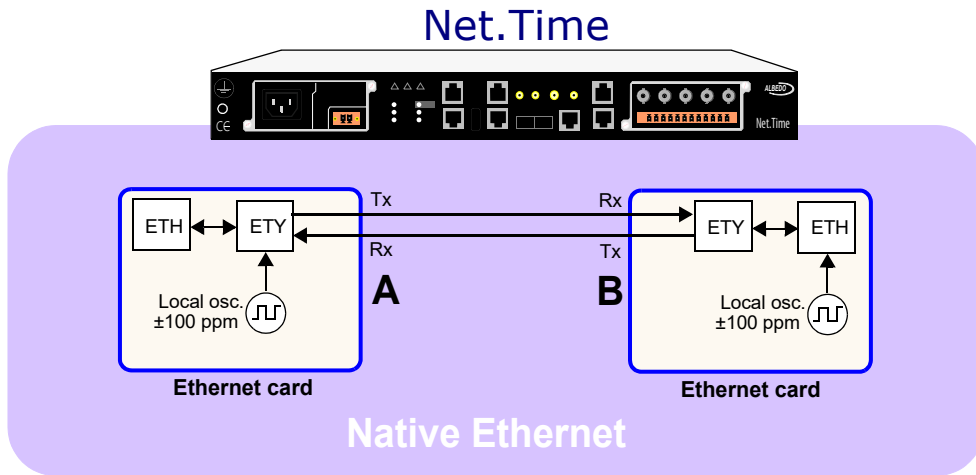 Net.Time
ALBEDO
CE
Net.Time
Tx
Rx
ETH
ETY
ETY
ETH
Rx
Tx
A
B
Local osc.
±100 ppm
Local osc.
±100 ppm
Ethernet card
Ethernet card
Native Ethernet